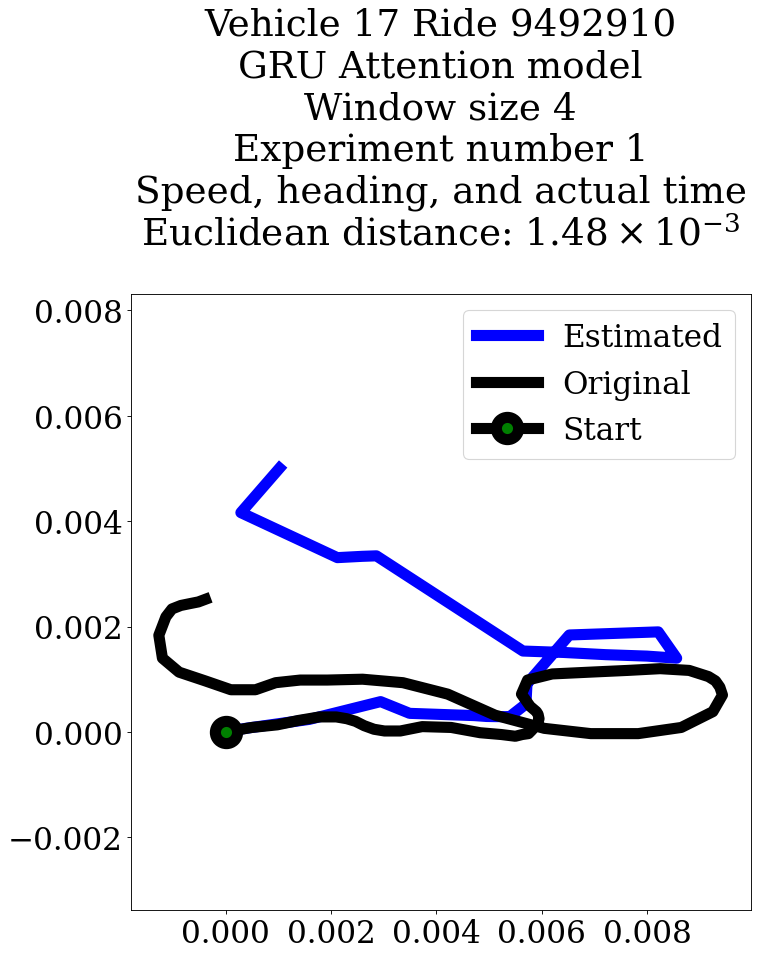 Vehicle 17 Ride 9492910
GRU Attention model
Window size 4
Experiment number 1
Speed, heading, and actual time
Euclidean distance: 1.48 × 10⁻³
Estimated
Original
Start
0.008
0.006
0.004
0.002
0.000
−0.002
0.000 0.002 0.004 0.006 0.008